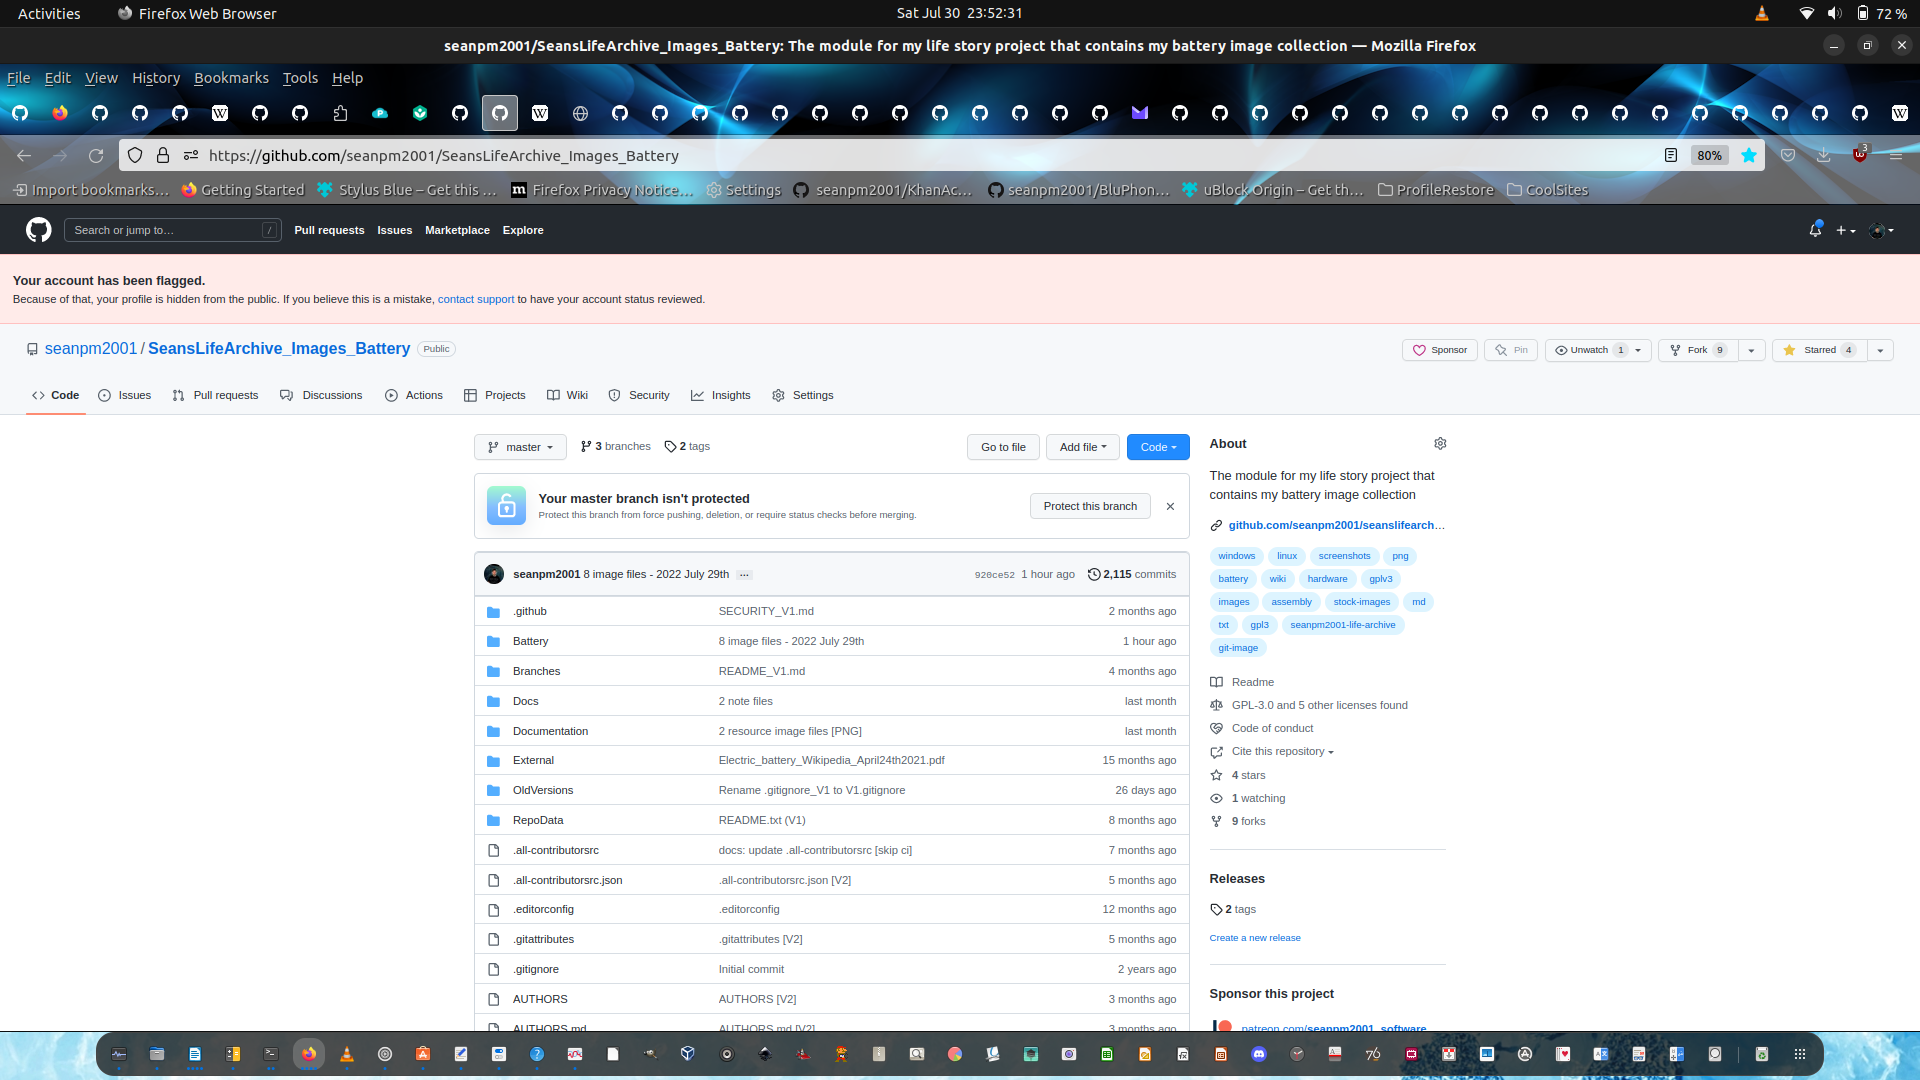 Activities
Firefox Web Browser
Sat Jul 30 23:52:31
72 %
seanpm2001/SeansLifeArchive_Images_Battery: The module for my life story project that contains my battery image collection — Mozilla Firefox
File Edit View History Bookmarks Tools Help
https://github.com/seanpm2001/SeansLifeArchive_Images_Battery
80%
3
Import bookmarks…
Getting Started
Stylus Blue – Get this …
Firefox Privacy Notice…
Settings
seanpm2001/KhanAc…
seanpm2001/BluPhon…
uBlock Origin – Get th…
ProfileRestore
CoolSites
Search or jump to…
/
Pull requests
Issues
Marketplace
Explore
Your account has been flagged.
Because of that, your profile is hidden from the public. If you believe this is a mistake, contact support to have your account status reviewed.
seanpm2001 / SeansLifeArchive_Images_Battery
Public
Sponsor
Pin
Unwatch 1
Fork 9
Starred 4
Code
Issues
Pull requests
Discussions
Actions
Projects
Wiki
Security
Insights
Settings
master
3 branches
2 tags
Go to file
Add file
Code
Your master branch isn't protected
Protect this branch from force pushing, deletion, or require status checks before merging.
Protect this branch
seanpm2001 8 image files - 2022 July 29th …
920ce52 1 hour ago
2,115 commits
.github SECURITY_V1.md 2 months ago
Battery 8 image files - 2022 July 29th 1 hour ago
Branches README_V1.md 4 months ago
Docs 2 note files last month
Documentation 2 resource image files [PNG] last month
External Electric_battery_Wikipedia_April24th2021.pdf 15 months ago
OldVersions Rename .gitignore_V1 to V1.gitignore 26 days ago
RepoData README.txt (V1) 8 months ago
.all-contributorsrc docs: update .all-contributorsrc [skip ci] 7 months ago
.all-contributorsrc.json .all-contributorsrc.json [V2] 5 months ago
.editorconfig .editorconfig 12 months ago
.gitattributes .gitattributes [V2] 5 months ago
.gitignore Initial commit 2 years ago
AUTHORS AUTHORS [V2] 3 months ago
AUTHORS.md AUTHORS.md [V2] 3 months ago
About
The module for my life story project that
contains my battery image collection
github.com/seanpm2001/seanslifearch…
windows linux screenshots png
battery wiki hardware gplv3
images assembly stock-images md
txt gpl3 seanpm2001-life-archive
git-image
Readme
GPL-3.0 and 5 other licenses found
Code of conduct
Cite this repository
4 stars
1 watching
9 forks
Releases
2 tags
Create a new release
Sponsor this project
patreon.com/seanpm2001_software